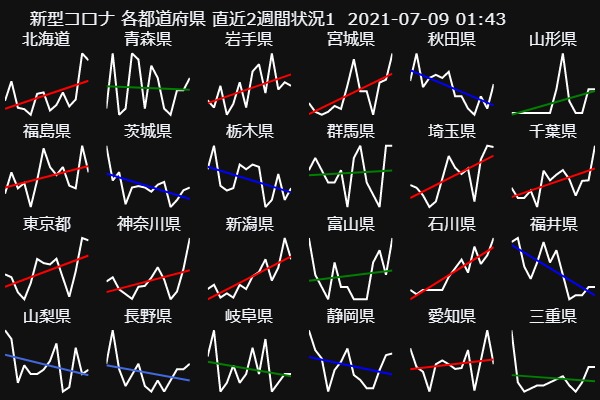 新型コロナ 各都道府県 直近2週間状況1 2021-07-09 01:43
北海道 青森県 岩手県 宮城県 秋田県 山形県
福島県 茨城県 栃木県 群馬県 埼玉県 千葉県
東京都 神奈川県 新潟県 富山県 石川県 福井県
山梨県 長野県 岐阜県 静岡県 愛知県 三重県